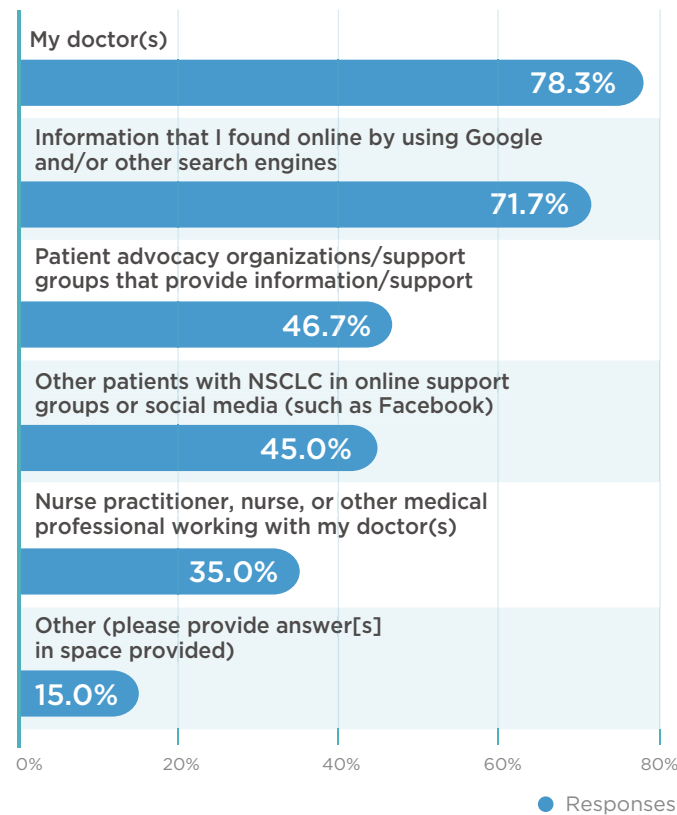 My doctor(s)
78.3%
Information that I found online by using Google
and/or other search engines
71.7%
Patient advocacy organizations/support
groups that provide information/support
46.7%
Other patients with NSCLC in online support
groups or social media (such as Facebook)
45.0%
Nurse practitioner, nurse, or other medical
professional working with my doctor(s)
35.0%
Other (please provide answer[s]
in space provided)
15.0%
0% 20% 40% 60% 80%
Responses